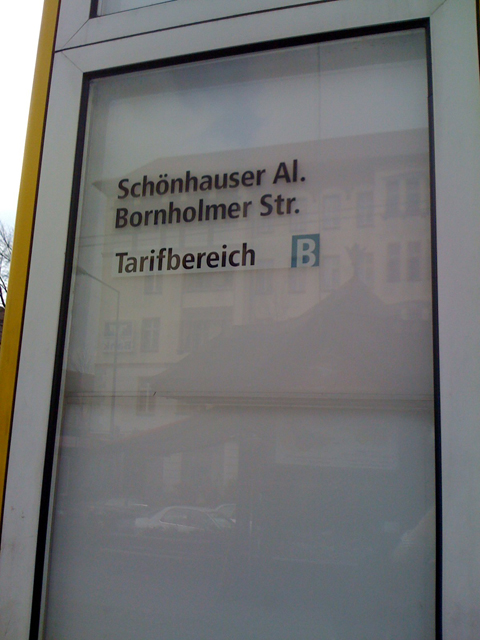 Schönhauser Al.
Bornholmer Str.
Tarifbereich B